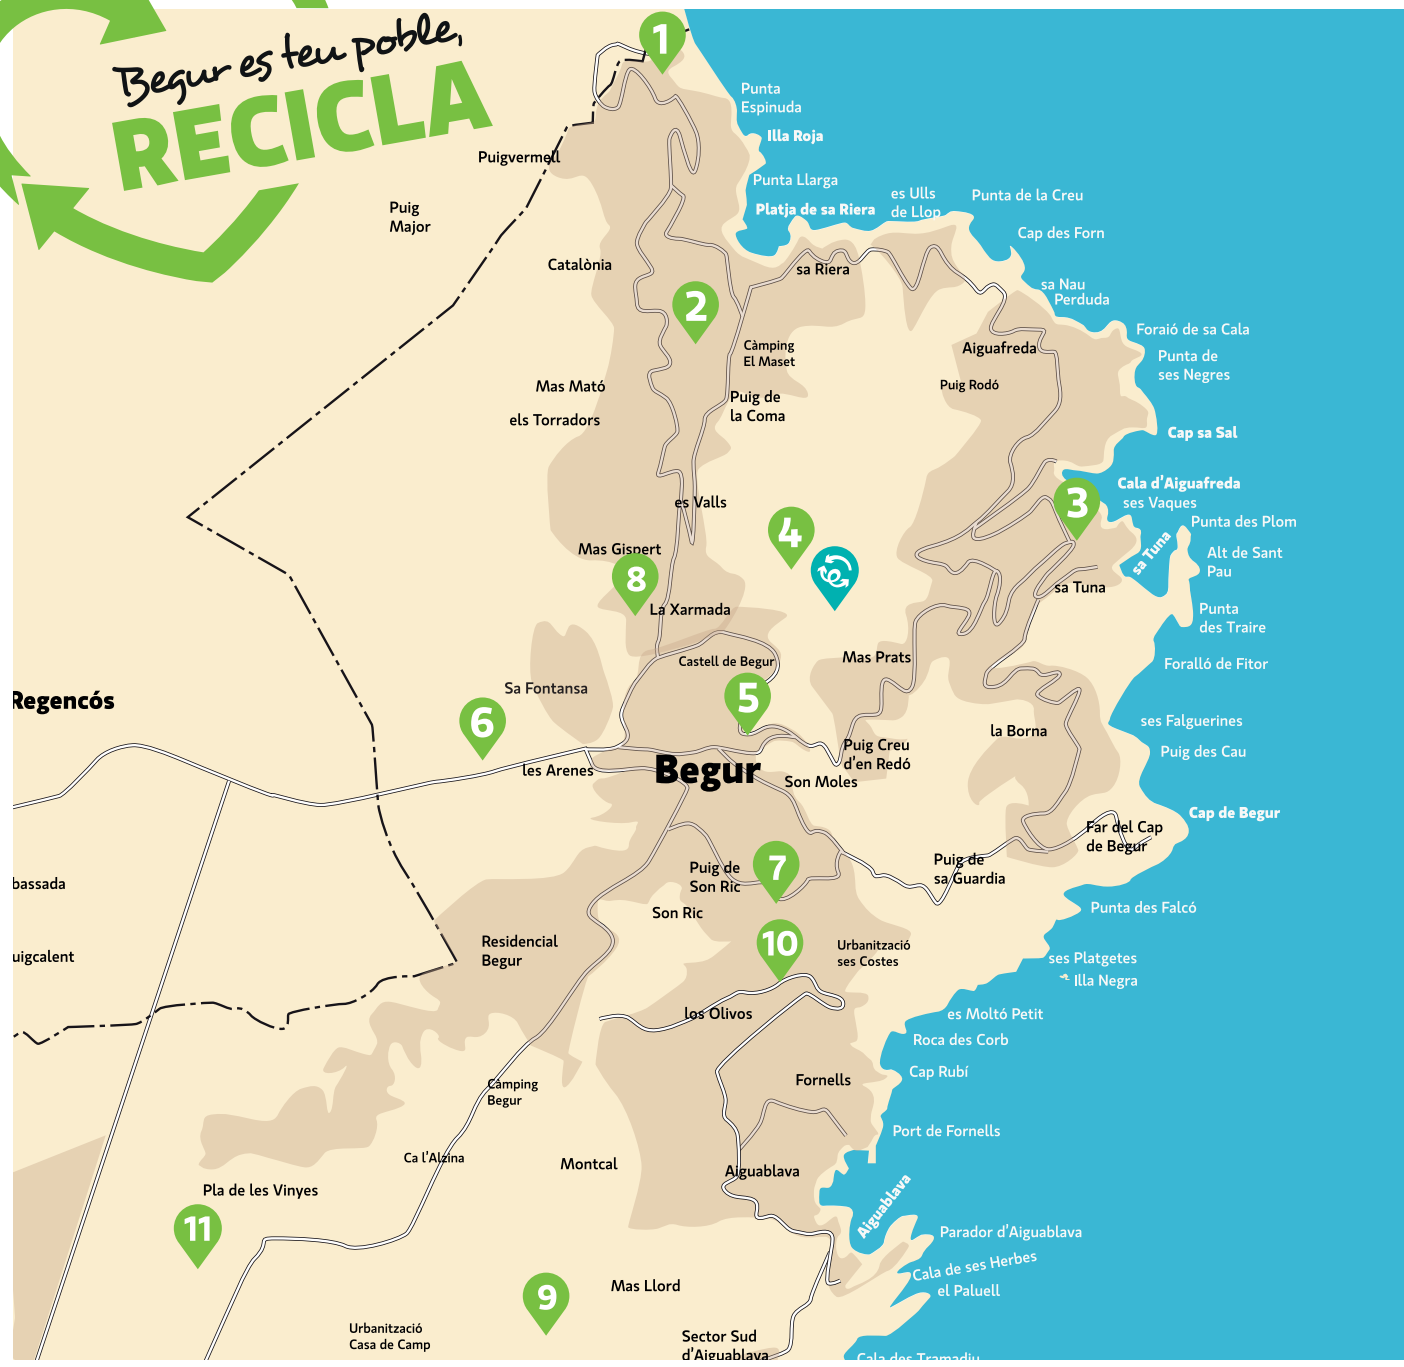 Begur es teu poble,
RECICLA
1
Punta
Espinuda
Illa Roja
Puigvermell
Punta Llarga
Platja de sa Riera
es Ulls
de Llop
Punta de la Creu
Puig
Major
Cap des Forn
Catalònia
sa Riera
sa Nau
Perduda
2
Foraió de sa Cala
Càmping
El Maset
Aiguafreda
Punta de
ses Negres
Mas Mató
Puig Rodó
Puig de
la Coma
els Torradors
Cap sa Sal
Cala d'Aiguafreda
ses Vaques
3
es Valls
Punta des Plom
4
sa Tuna
Alt de Sant
Pau
Mas Gispert
8
sa Tuna
La Xarmada
Punta
des Traire
Castell de Begur
Mas Prats
Foralló de Fitor
Sa Fontansa
5
Regencós
6
ses Falguerines
la Borna
Puig Creu
d'en Redó
Puig des Cau
les Arenes
Begur
Son Moles
Cap de Begur
Far del Cap
de Begur
7
Puig de
Son Ric
Puig de
sa Guardia
bassada
Son Ric
Punta des Falcó
10
Residencial
Begur
Urbanització
ses Costes
uigcalent
ses Platgetes
Illa Negra
los Olivos
es Moltó Petit
Roca des Corb
Cap Rubí
Fornells
Càmping
Begur
Port de Fornells
Ca l'Alzina
Montcal
Aiguablava
Pla de les Vinyes
Aiguablava
11
Parador d'Aiguablava
Cala de ses Herbes
el Paluell
9
Mas Llord
Urbanització
Casa de Camp
Sector Sud
d'Aiguablava
Cala des Tramadiu